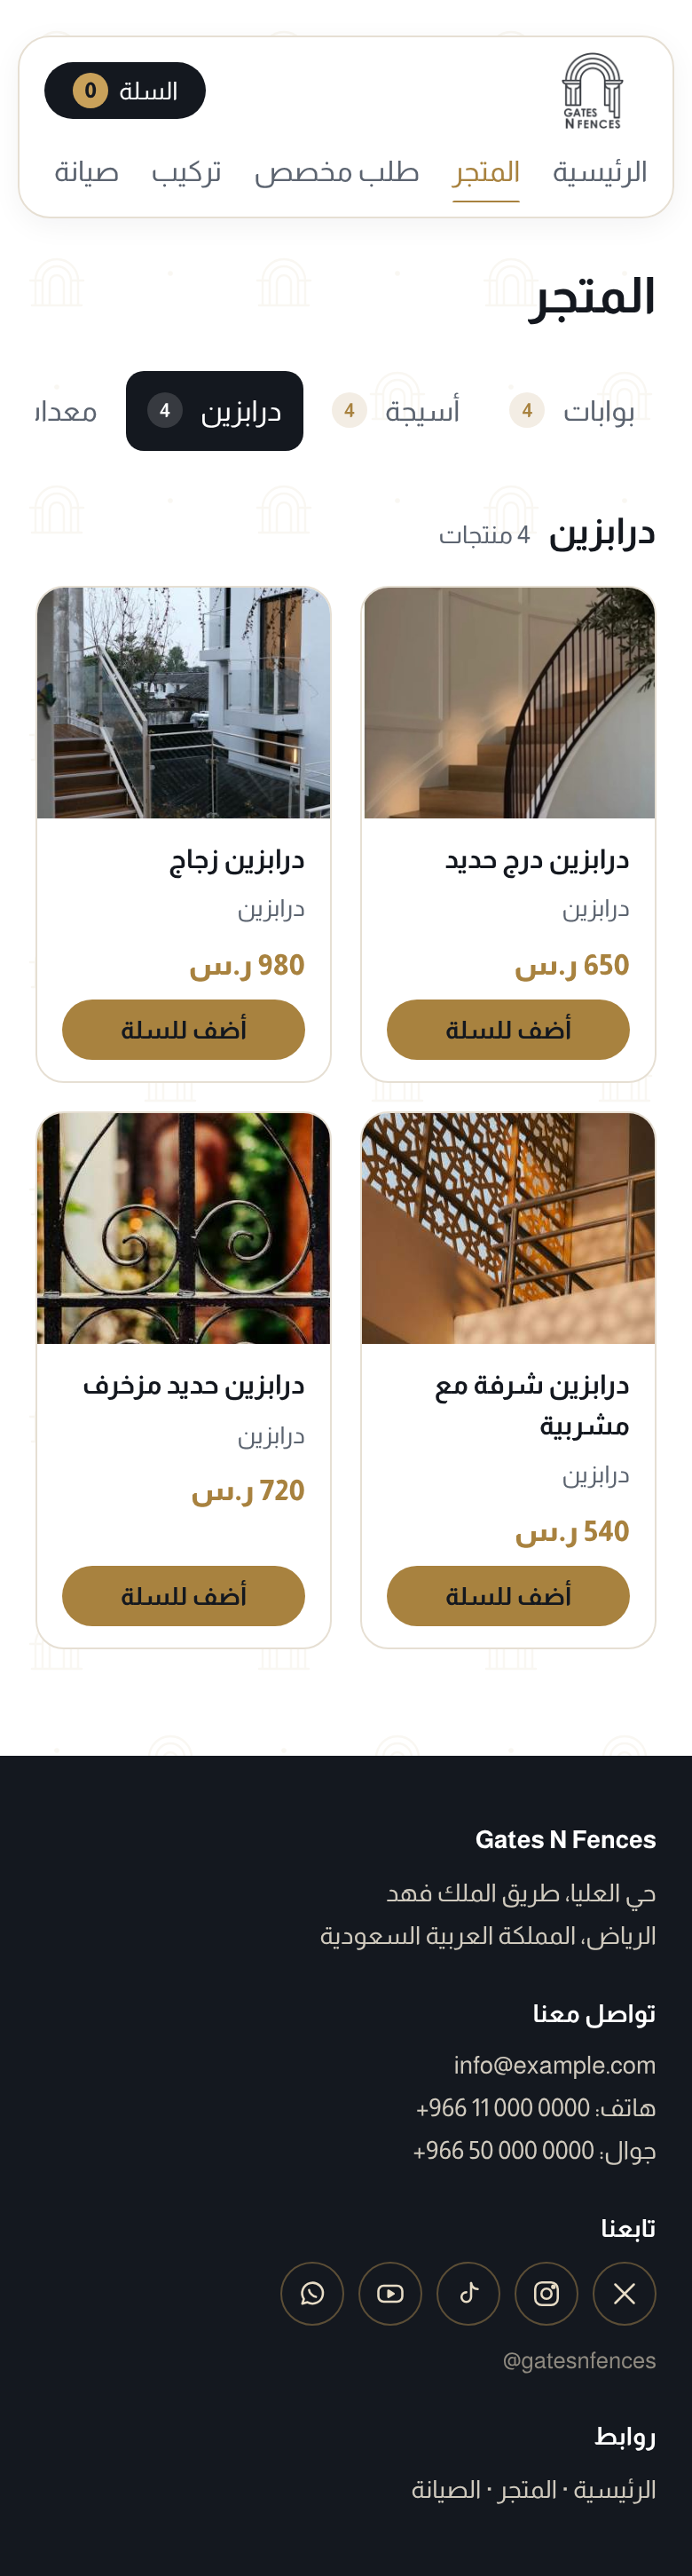 GATES
N FENCES
السلة 0
الرئيسية المتجر طلب مخصص تركيب صيانة
المتجر
بوابات 4 أسيجة 4 درابزين 4
درابزين 4 منتجات
درابزين درج حديد
درابزين
650 ر.س
أضف للسلة
درابزين زجاج
درابزين
980 ر.س
أضف للسلة
درابزين شرفة مع
مشربية
درابزين
540 ر.س
أضف للسلة
درابزين حديد مزخرف
درابزين
720 ر.س
أضف للسلة
Gates N Fences
حي العليا، طريق الملك فهد
الرياض، المملكة العربية السعودية
تواصل معنا
info@example.com
هاتف: 0000 000 11 966+
جوال: 0000 000 50 966+
تابعنا
@gatesnfences
روابط
الرئيسية · المتجر · الصيانة